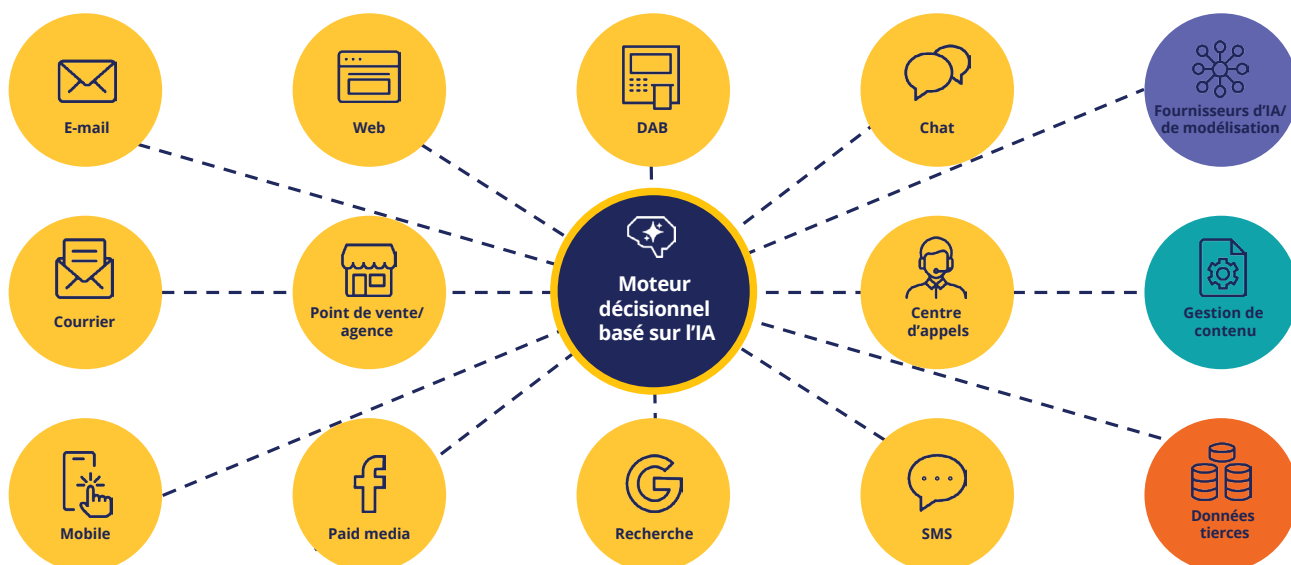 E-mail
Web
DAB
Chat
Fournisseurs d’IA/
de modélisation
Courrier
Point de vente/
agence
Moteur
décisionnel
basé sur l’IA
Centre
d’appels
Gestion de
contenu
Mobile
Paid media
Recherche
SMS
Données
tierces